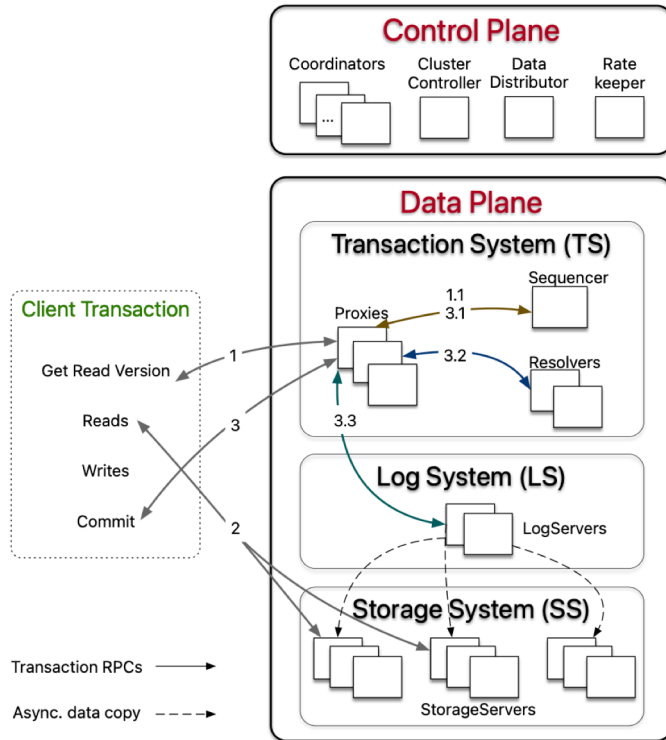 Control Plane
Coordinators
Cluster
Controller
Data
Distributor
Rate
keeper
...
Data Plane
Transaction System (TS)
Proxies
1.1
3.1
Sequencer
3.2
Resolvers
3.3
Client Transaction
Get Read Version
Reads
Writes
Commit
1
3
2
Log System (LS)
LogServers
Storage System (SS)
StorageServers
Transaction RPCs
Async. data copy